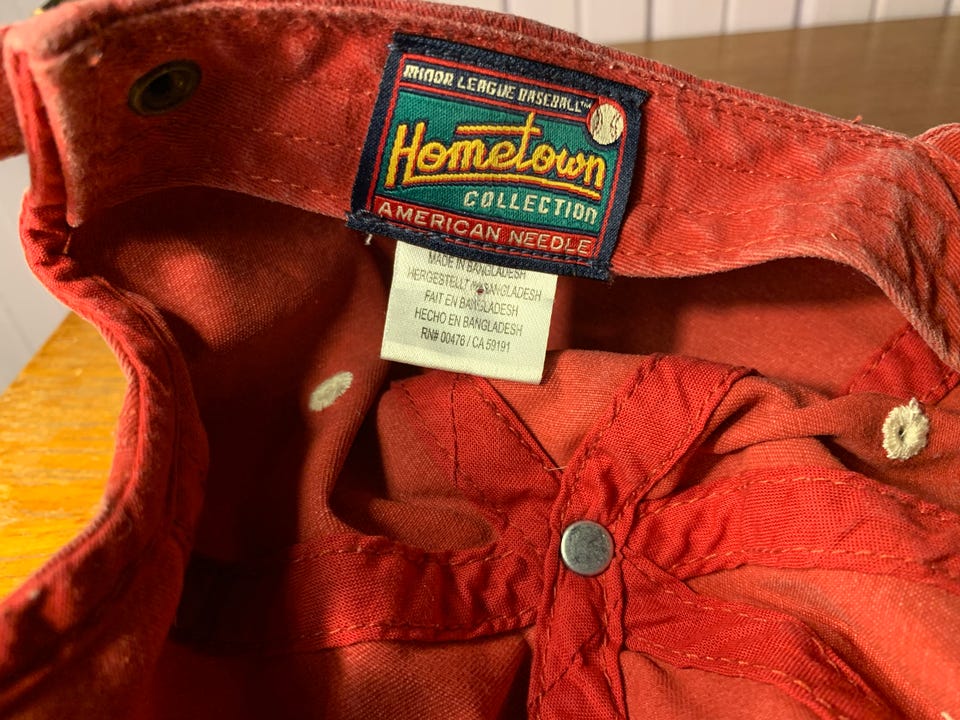 MINOR LEAGUE BASEBALL™
Hometown
COLLECTION
AMERICAN NEEDLE
MADE IN BANGLADESH
HERGESTELLT IN BANGLADESH
FAIT EN BANGLADESH
HECHO EN BANGLADESH
RN# 00478 / CA 59191